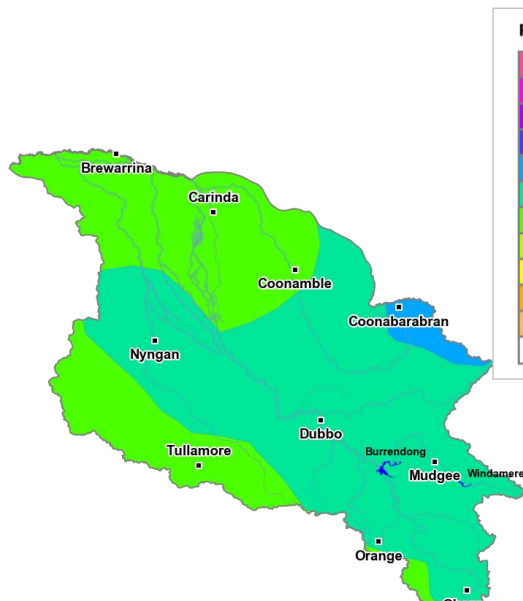 Brewarrina
Carinda
Coonamble
Coonabarabran
Nyngan
Dubbo
Burrendong
Tullamore
Mudgee
Windamere
Orange